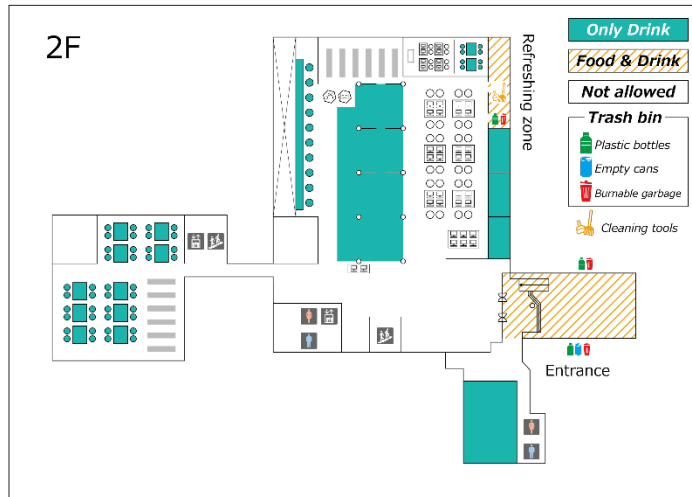 2F
Refreshing zone
Only Drink
Food & Drink
Not allowed
Trash bin
Plastic bottles
Empty cans
Burnable garbage
Cleaning tools
Entrance